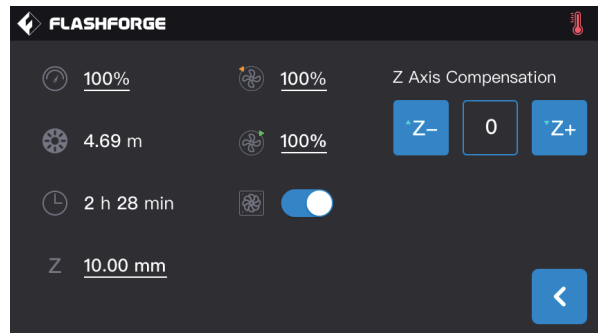 FLASHFORGE
100%
100%
Z Axis Compensation
4.69 m
100%
Z−
0
Z+
2 h 28 min
Z 10.00 mm